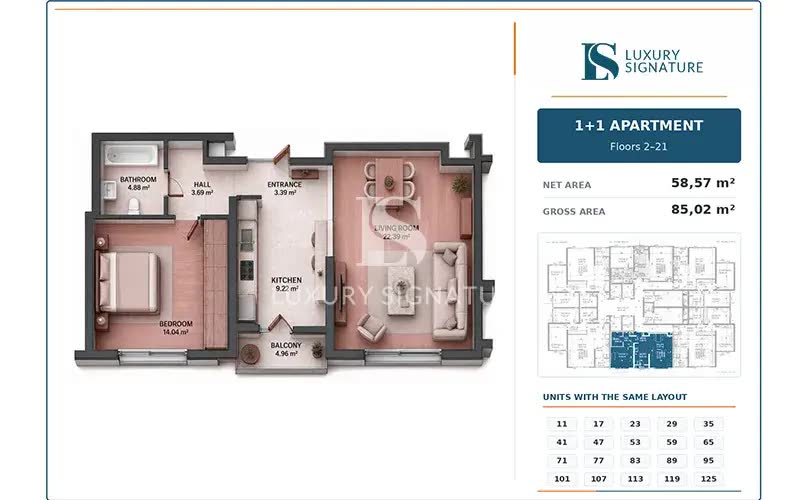 LUXURY
SIGNATURE
1+1 APARTMENT
Floors 2–21
NET AREA 58,57 m²
GROSS AREA 85,02 m²
BATHROOM
4.88 m²
HALL
3.69 m²
ENTRANCE
3.39 m²
LIVING ROOM
22.39 m²
KITCHEN
9.22 m²
BEDROOM
14.04 m²
BALCONY
4.96 m²
LS
LUXURY SIGNATU
UNITS WITH THE SAME LAYOUT
11 17 23 29 35
41 47 53 59 65
71 77 83 89 95
101 107 113 119 125